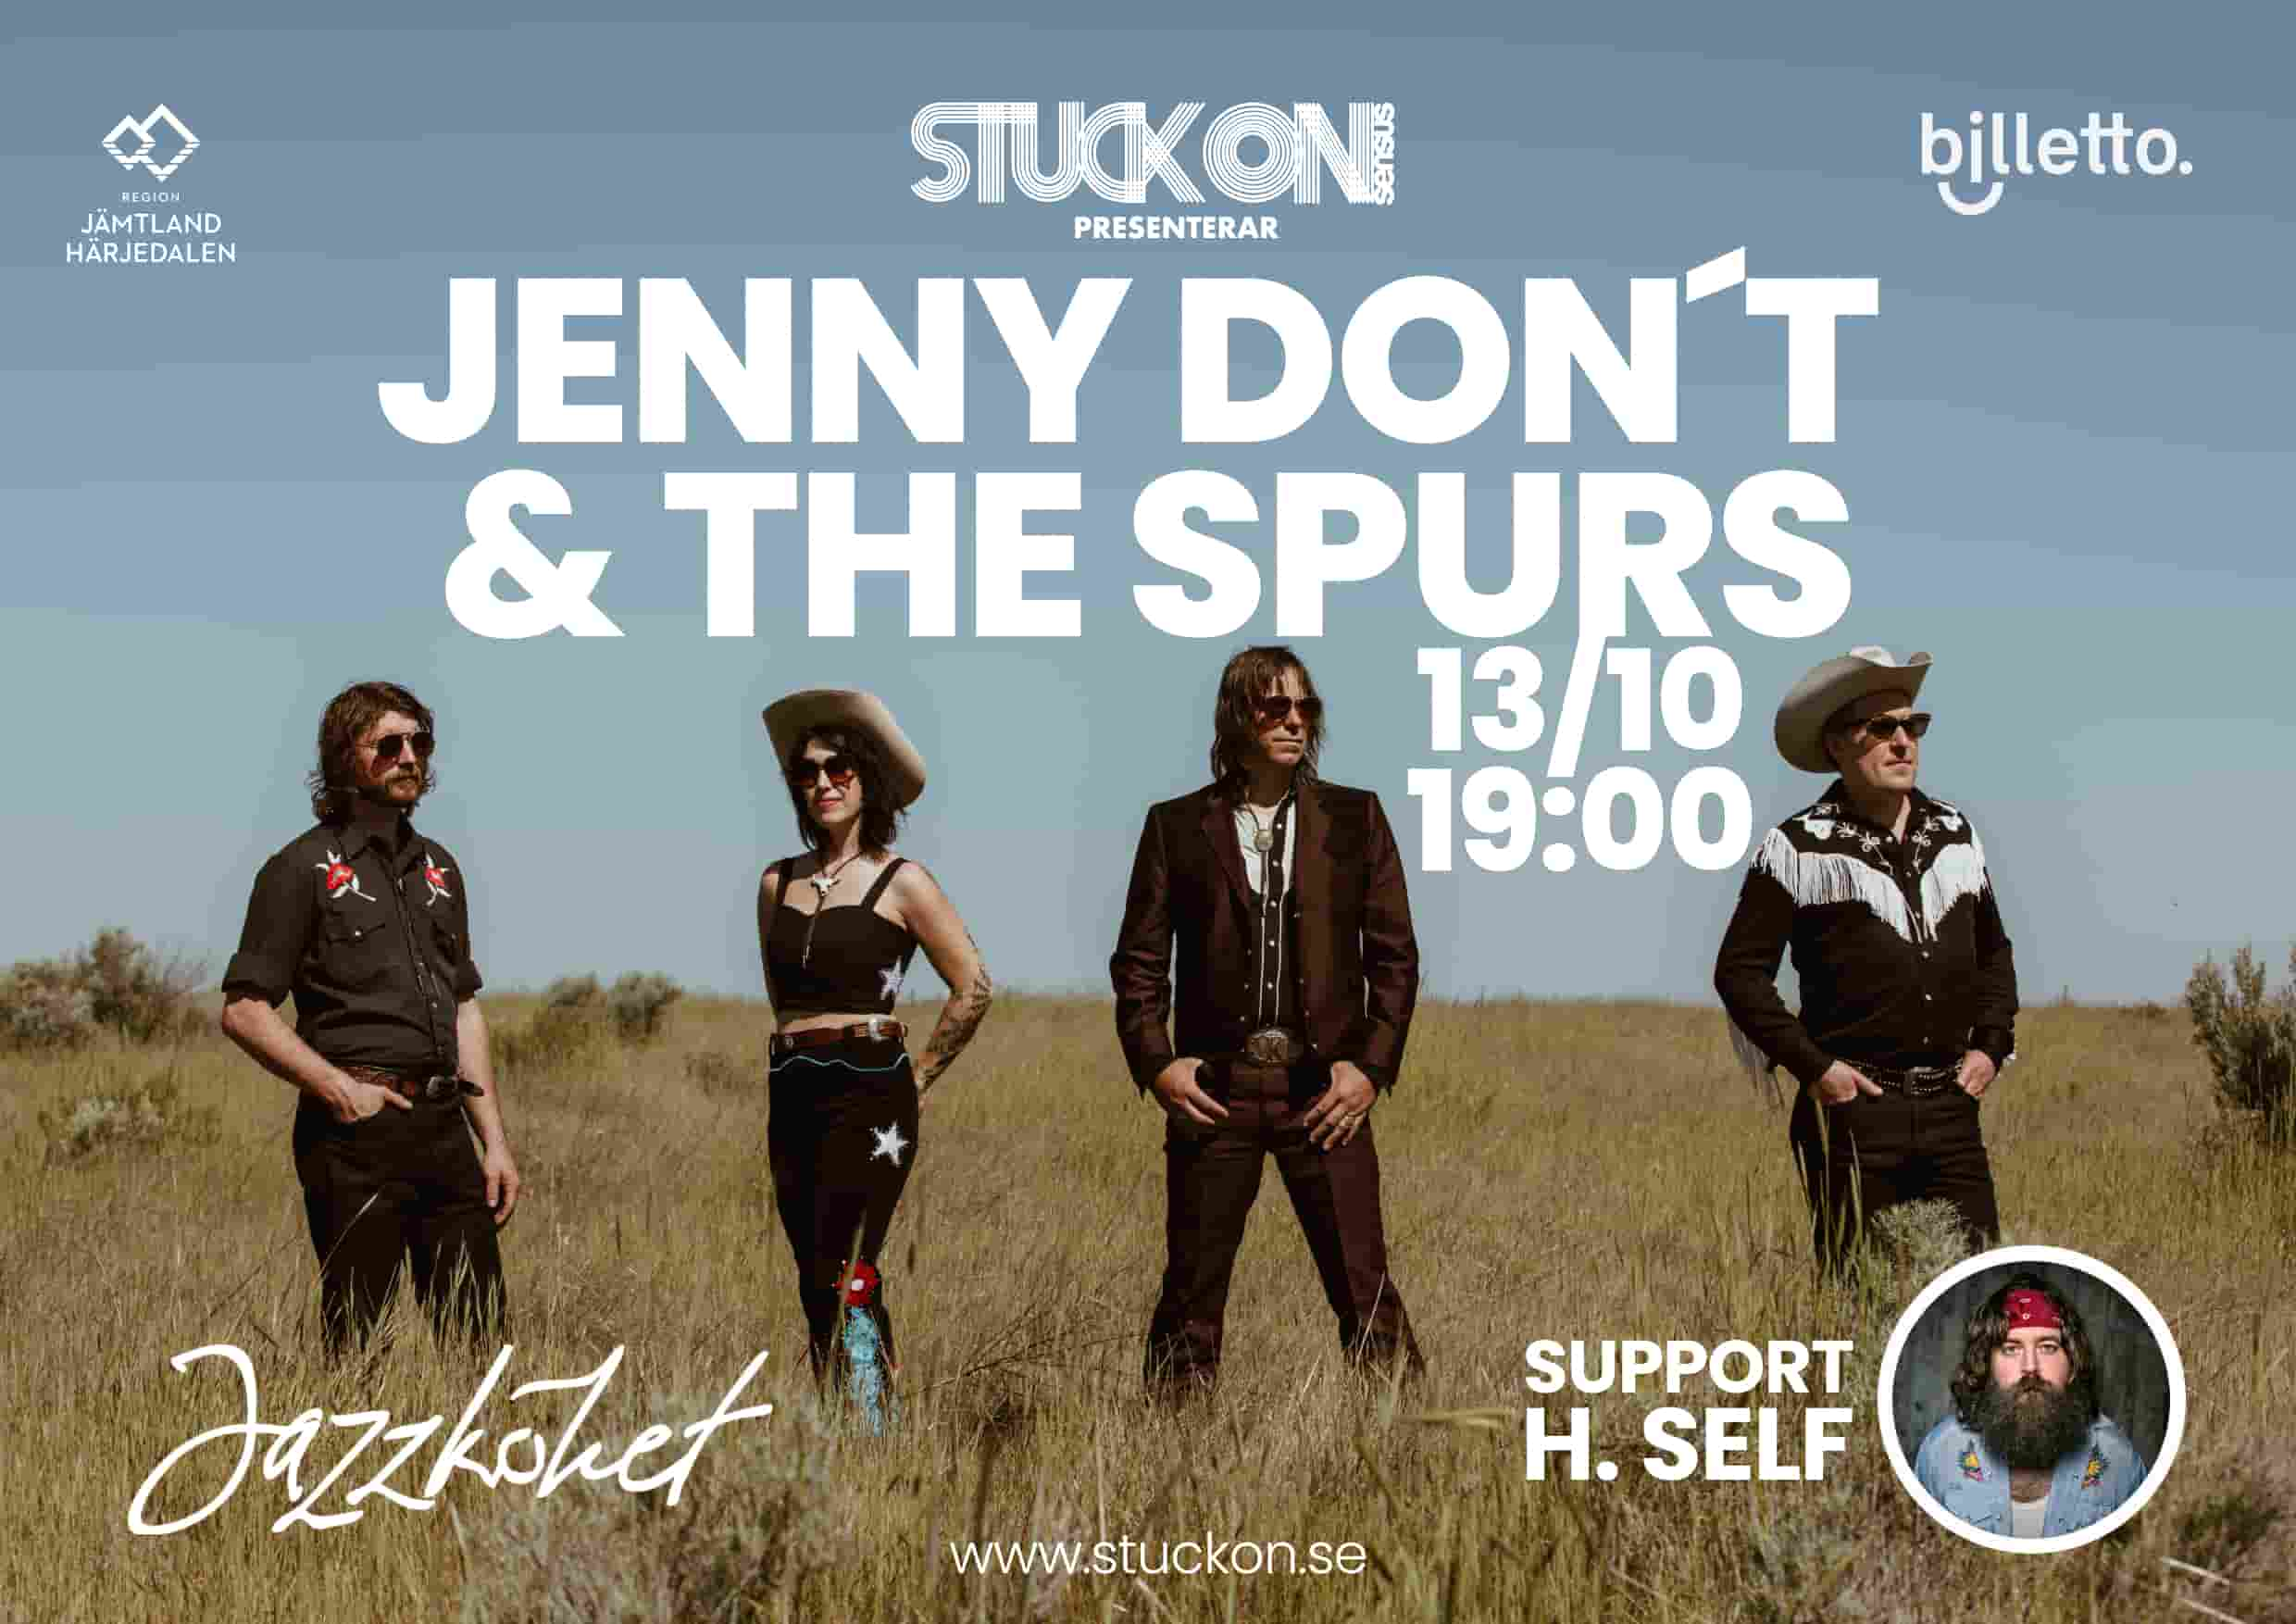 REGION
JÄMTLAND
HÄRJEDALEN
STUCK ON sensus
PRESENTERAR
billetto.
JENNY DON´T
& THE SPURS
13/10
19:00
Jazzköket
SUPPORT
H. SELF
www.stuckon.se